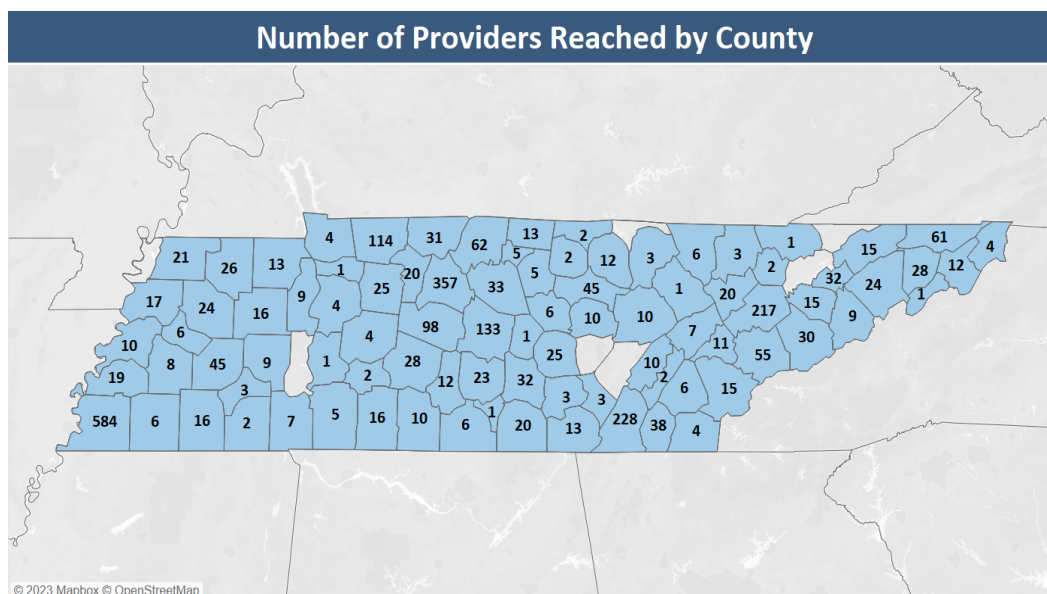 Number of Providers Reached by County
4 114 31 62 13 2
21 26 13 1 20 5 5 2 12 3 6 3 1 2
15 61 4
32 24 28 12 1
17 24 16 9 4 25 357 33 45 1 20 217 15 9
6 10 10
10 6 98 133 1 7 11 30
19 8 45 9 1 4 28 25 10 55
3 2 12 23 32 3 3 2 6 15
584 6 16 2 7 5 16 10 6 1 20 13 228 38 4
© 2023 Mapbox © OpenStreetMap